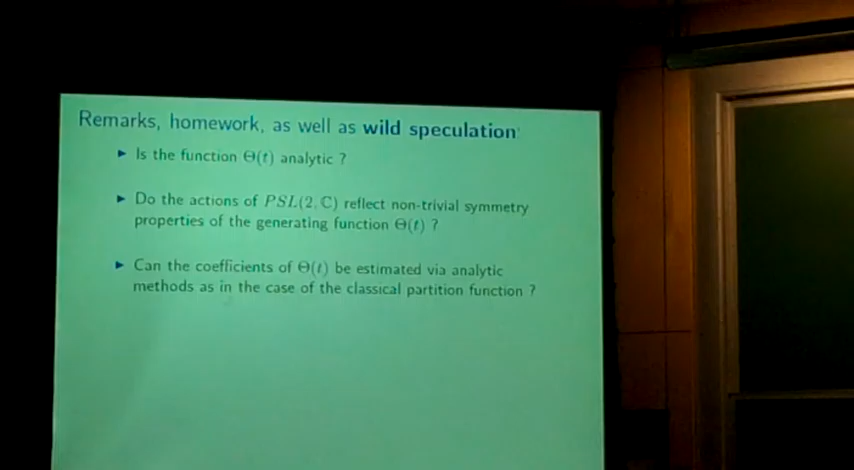 Remarks, homework, as well as wild speculation:
► Is the function Θ(t) analytic ?
► Do the actions of PSL(2, C) reflect non-trivial symmetry
properties of the generating function Θ(t) ?
► Can the coefficients of Θ(t) be estimated via analytic
methods as in the case of the classical partition function ?